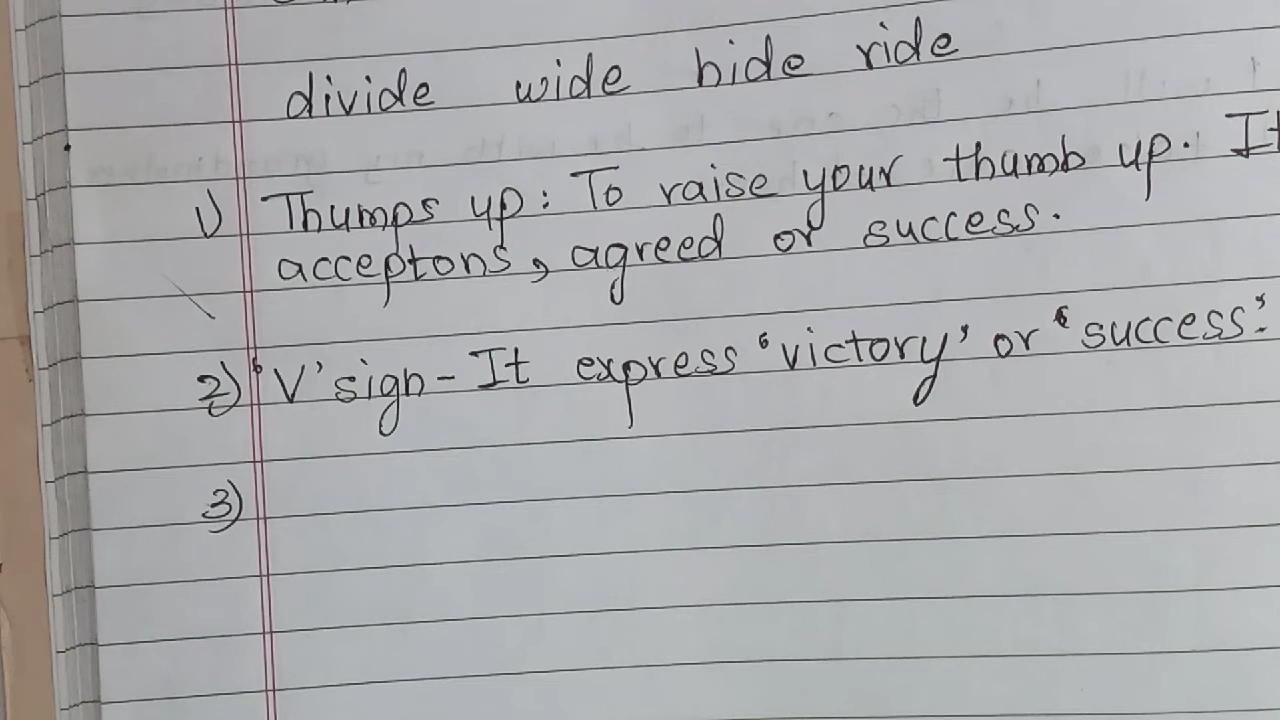 divide wide hide ride
1) Thumps up: To raise your thumb up. It
acceptons, agreed or success.
2) 'V' sign - It express 'victory' or 'success'.
3)